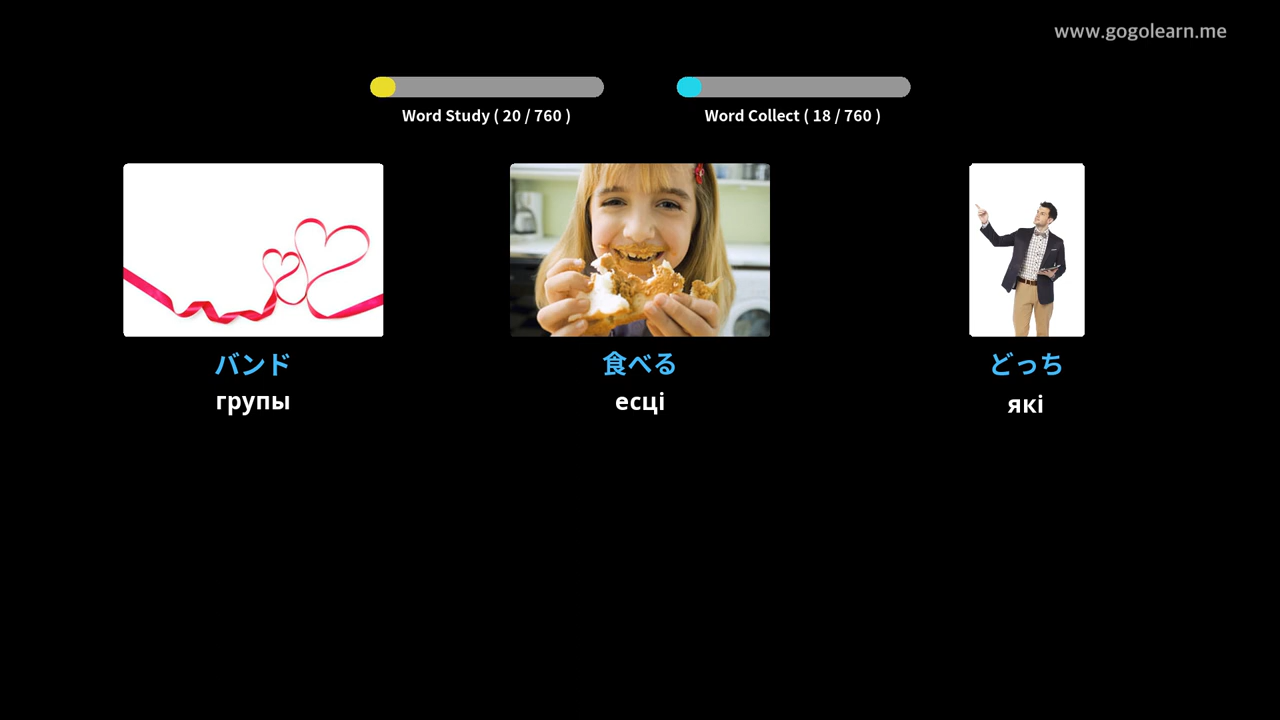 www.gogolearn.me
Word Study ( 20 / 760 )
Word Collect ( 18 / 760 )
バンド
食べる
どっち
групы
есці
які